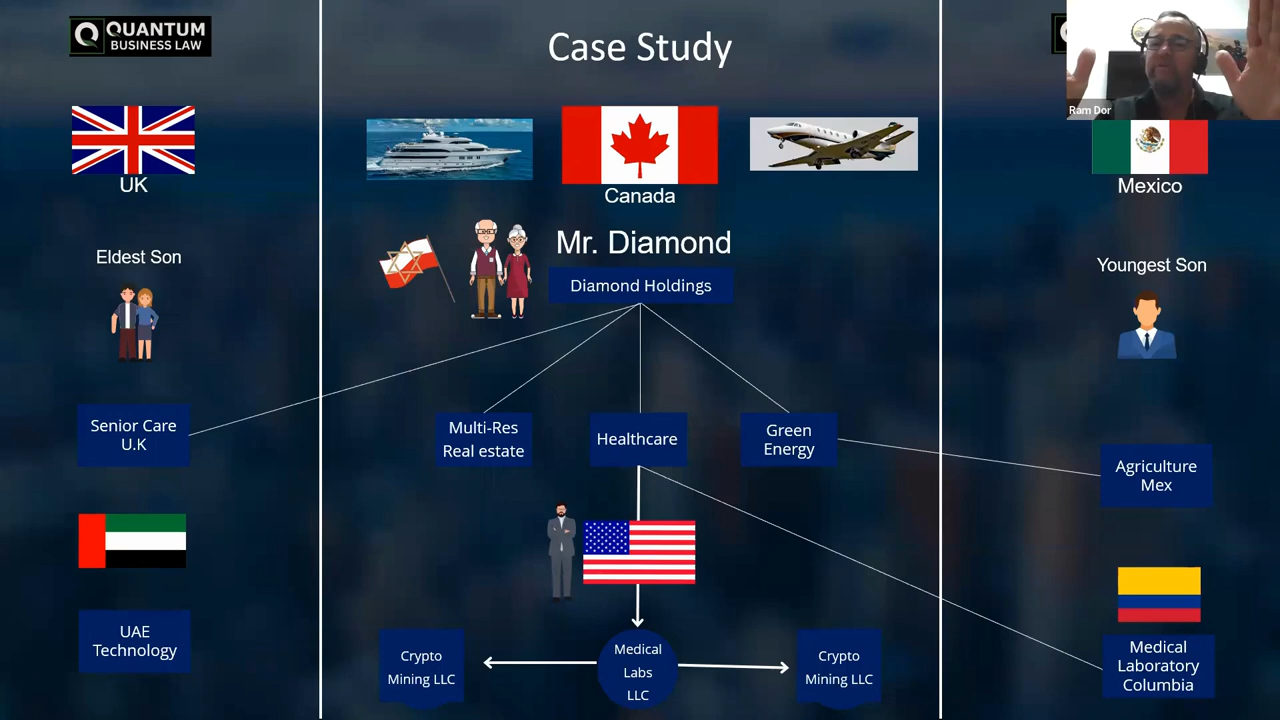 QUANTUM
BUSINESS LAW
Case Study
Ram Dor
UK
Canada
Mexico
Mr. Diamond
Diamond Holdings
Eldest Son
Youngest Son
Senior Care
U.K
Multi-Res
Real estate
Healthcare
Green
Energy
Agriculture
Mex
UAE
Technology
Crypto
Mining LLC
Medical
Labs
LLC
Crypto
Mining LLC
Medical
Laboratory
Columbia